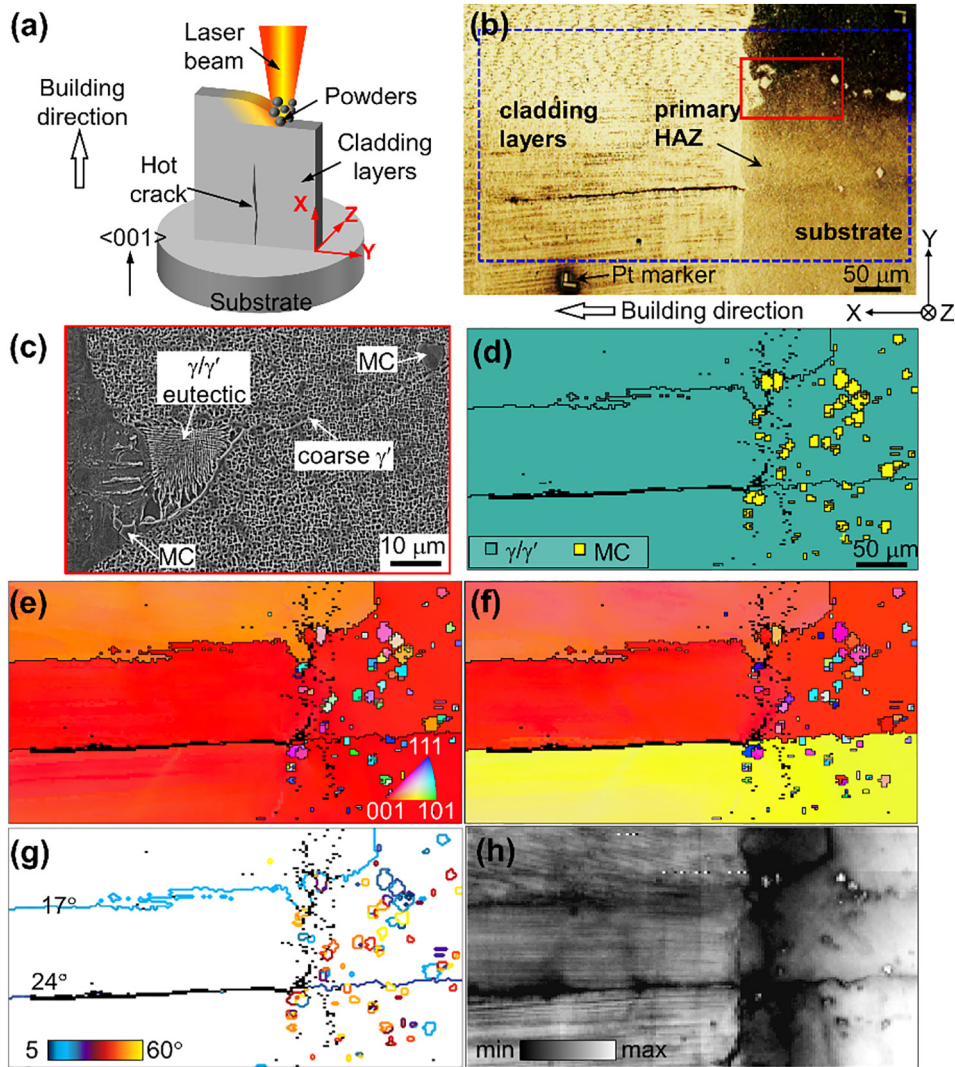 (a)
Laser
beam
Building
direction
Powders
Cladding
layers
Hot
crack
X
Z
Y
<001>
Substrate
(b)
cladding
layers
primary
HAZ
substrate
Pt marker
50 μm
Building direction
Y
X
Z
(c)
γ/γ′
eutectic
MC
coarse γ′
MC
10 μm
(d)
γ/γ′
MC
50 μm
(e)
111
001 101
(f)
(g)
17°
24°
5
60°
(h)
min
max